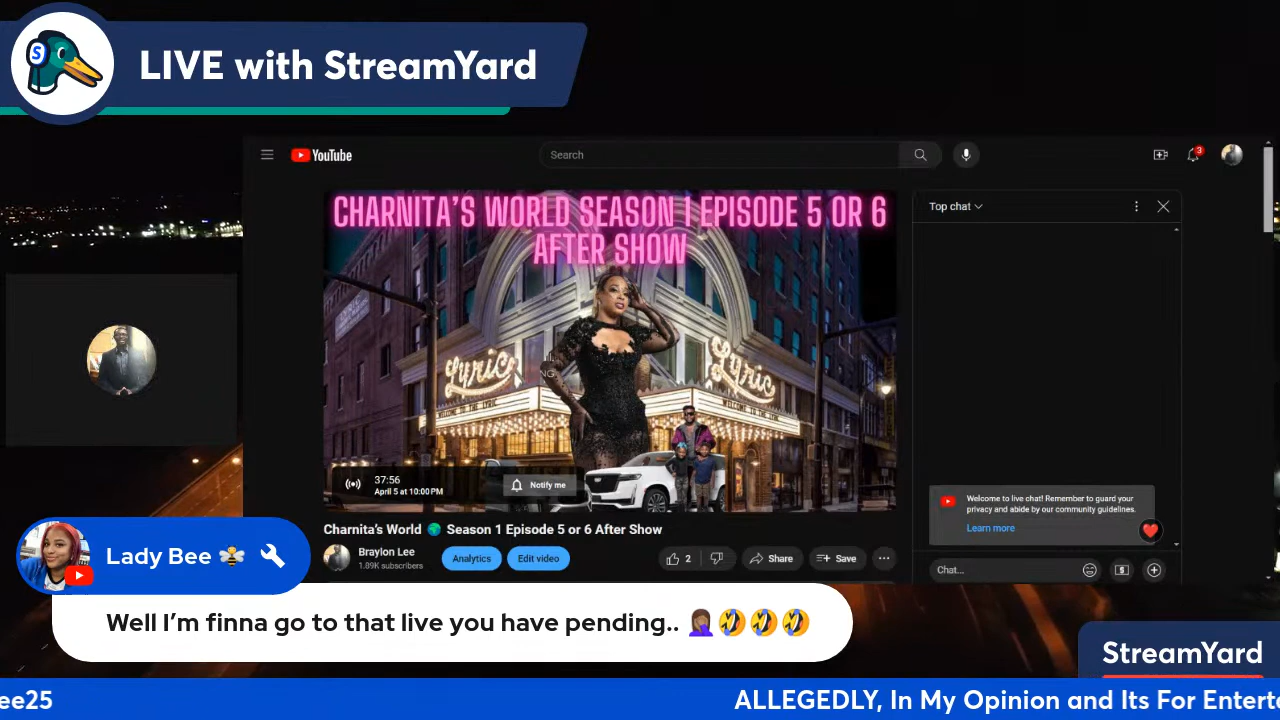 LIVE with StreamYard
YouTube
Search
3
CHARNITA'S WORLD SEASON 1 EPISODE 5 OR 6
AFTER SHOW
Lyric
Lyric
37:56
April 5 at 10:00 PM
Notify me
Top chat
Welcome to live chat! Remember to guard your
privacy and abide by our community guidelines.
Learn more
Charnita's World 🌍 Season 1 Episode 5 or 6 After Show
Braylon Lee
1.89K subscribers
Analytics
Edit video
2
Share
Save
Chat...
Lady Bee 🐝
Well I'm finna go to that live you have pending.. 🤦🏽‍♀️🤣🤣🤣
StreamYard
ee25
ALLEGEDLY, In My Opinion and Its For Enterta